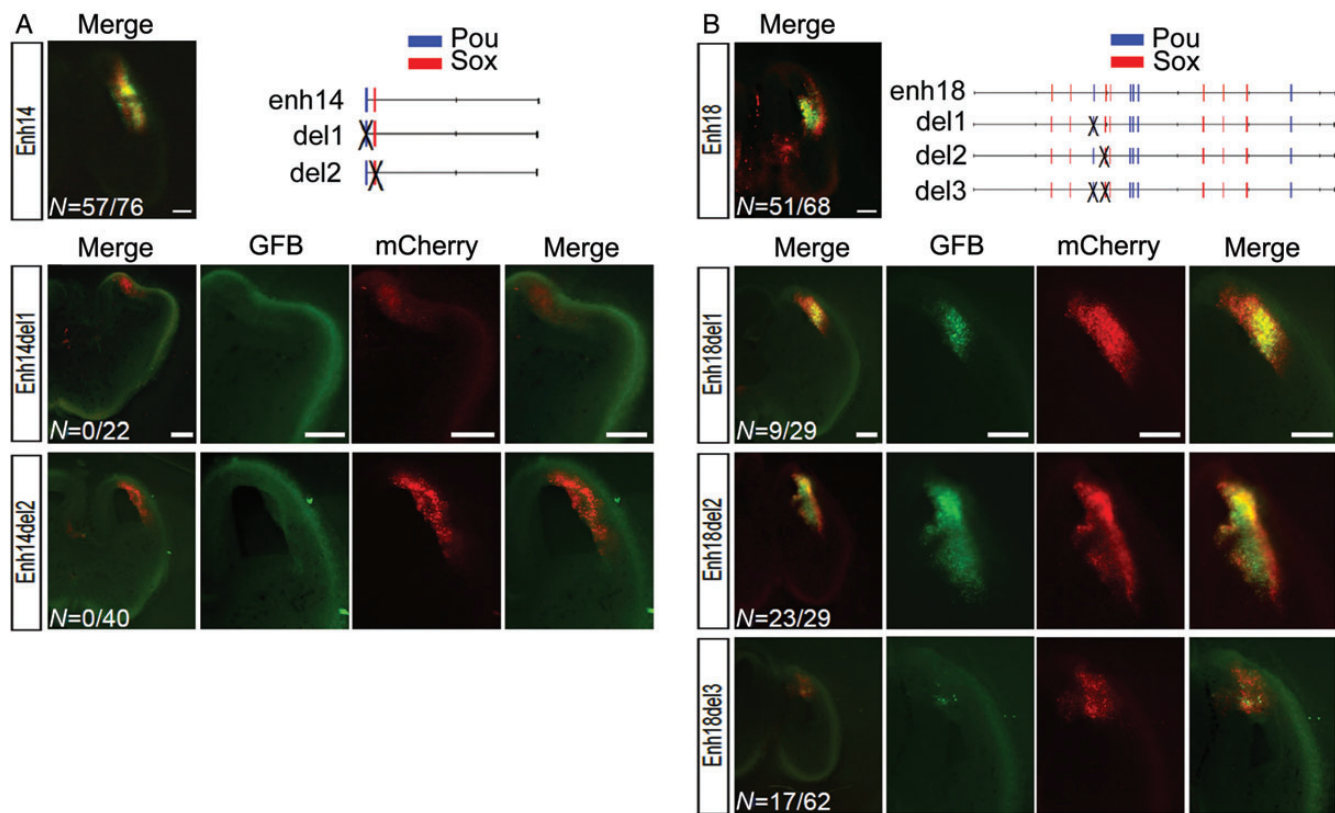 A
Merge
Enh14
N=57/76
Pou
Sox
enh14
del1
del2
Merge
GFB
mCherry
Merge
Enh14del1
N=0/22
Enh14del2
N=0/40
B
Merge
Enh18
N=51/68
Pou
Sox
enh18
del1
del2
del3
Merge
GFB
mCherry
Merge
Enh18del1
N=9/29
Enh18del2
N=23/29
Enh18del3
N=17/62